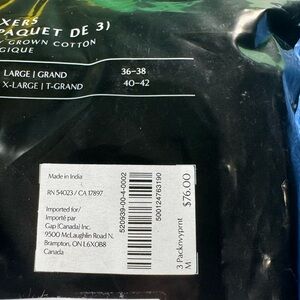 XERS
PAQUET DE 3)
GROWN COTTON
GIQUE
LARGE | GRAND 36-38
X-LARGE | T-GRAND 40-42
Made in India
RN 54023 / CA 17897
Imported for/
Importé par
Gap (Canada) Inc.
9500 McLaughlin Road N.
Brampton, ON L6X0B8
Canada
520939-00-4-0002
500124763190
$76.00
3 Packnvyprnt
M